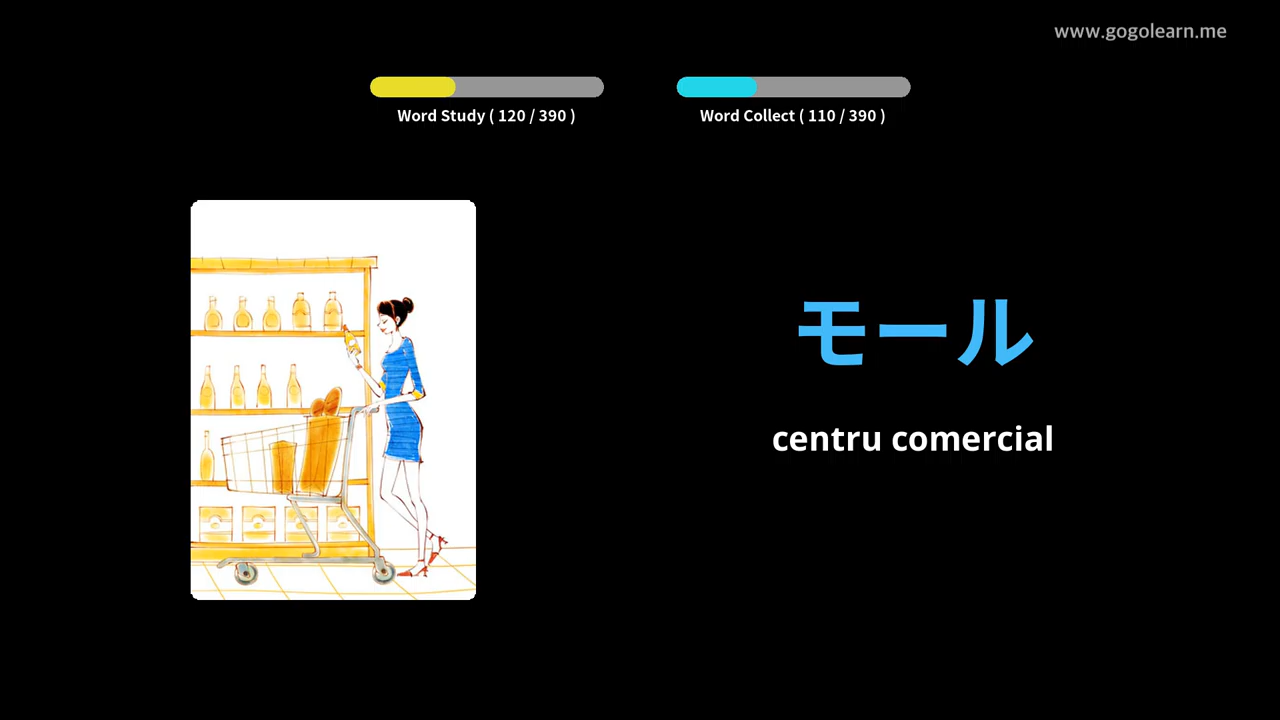 www.gogolearn.me
Word Study ( 120 / 390 )
Word Collect ( 110 / 390 )
モール
centru comercial